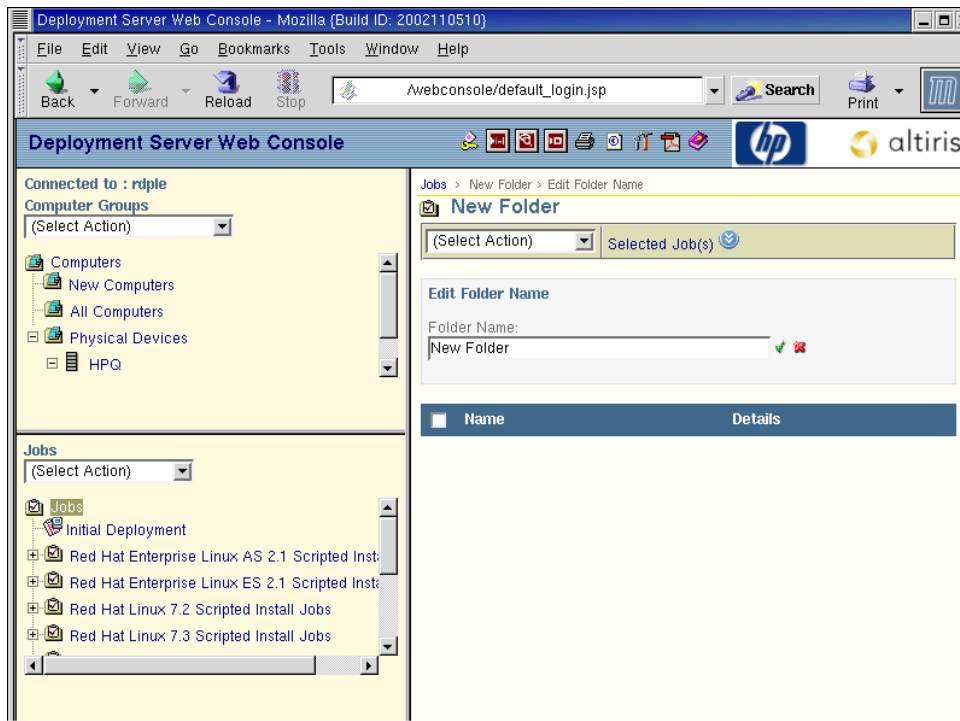 Deployment Server Web Console - Mozilla {Build ID: 2002110510}
File Edit View Go Bookmarks Tools Window Help
Back Forward Reload Stop /webconsole/default_login.jsp Search Print
Deployment Server Web Console
hp altiris
Connected to : rdple
Computer Groups
(Select Action)
Computers
New Computers
All Computers
Physical Devices
HPQ
Jobs
(Select Action)
Jobs
Initial Deployment
Red Hat Enterprise Linux AS 2.1 Scripted Insta
Red Hat Enterprise Linux ES 2.1 Scripted Insta
Red Hat Linux 7.2 Scripted Install Jobs
Red Hat Linux 7.3 Scripted Install Jobs
Jobs > New Folder > Edit Folder Name
New Folder
(Select Action) Selected Job(s)
Edit Folder Name
Folder Name:
New Folder
Name Details